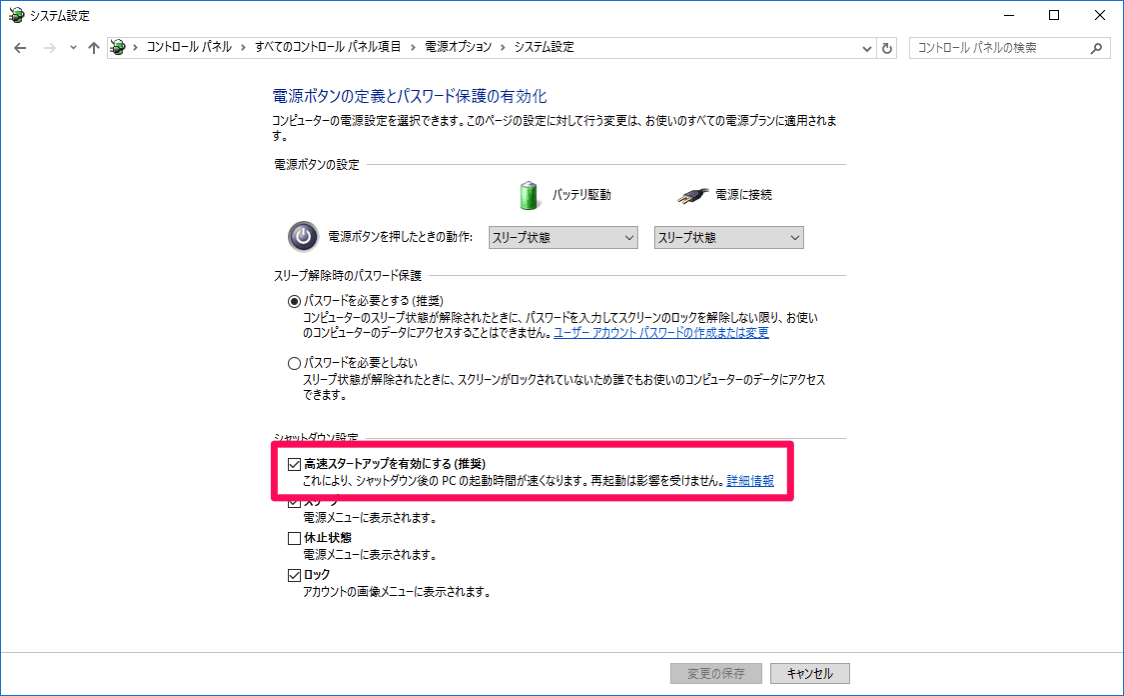 システム設定
コントロール パネル › すべてのコントロール パネル項目 › 電源オプション › システム設定
コントロール パネルの検索
電源ボタンの定義とパスワード保護の有効化
コンピューターの電源設定を選択できます。このページの設定に対して行う変更は、お使いのすべての電源プランに適用されま
す。
電源ボタンの設定
バッテリ駆動
電源に接続
電源ボタンを押したときの動作:
スリープ状態
スリープ状態
スリープ解除時のパスワード保護
パスワードを必要とする (推奨)
コンピューターのスリープ状態が解除されたときに、パスワードを入力してスクリーンのロックを解除しない限り、お使い
のコンピューターのデータにアクセスすることはできません。ユーザー アカウント パスワードの作成または変更
パスワードを必要としない
スリープ状態が解除されたときに、スクリーンがロックされていないため誰でもお使いのコンピューターのデータにアクセス
できます。
シャットダウン設定
高速スタートアップを有効にする (推奨)
これにより、シャットダウン後の PC の起動時間が速くなります。再起動は影響を受けません。詳細情報
スリープ
電源メニューに表示されます。
休止状態
電源メニューに表示されます。
ロック
アカウントの画像メニューに表示されます。
変更の保存
キャンセル